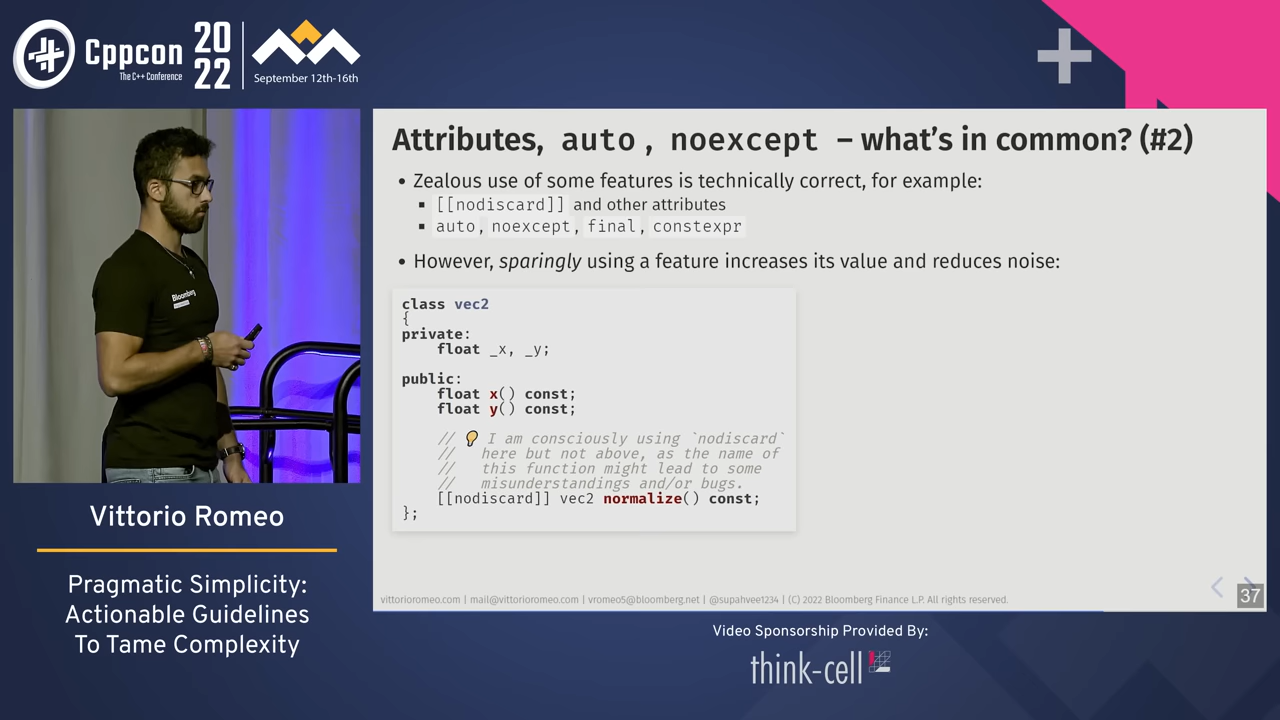 Cppcon
The C++ Conference
20
22
September 12th-16th
Bloomberg
Attributes, auto, noexcept – what's in common? (#2)
• Zealous use of some features is technically correct, for example:
▪ [[nodiscard]] and other attributes
▪ auto, noexcept, final, constexpr
• However, sparingly using a feature increases its value and reduces noise:
class vec2
{
private:
    float _x, _y;
public:
    float x() const;
    float y() const;
    // 💡 I am consciously using `nodiscard`
    //    here but not above, as the name of
    //    this function might lead to some
    //    misunderstandings and/or bugs.
    [[nodiscard]] vec2 normalize() const;
};
vittorioromeo.com | mail@vittorioromeo.com | vromeo5@bloomberg.net | @supahvee1234 | (C) 2022 Bloomberg Finance L.P. All rights reserved.
37
Vittorio Romeo
Pragmatic Simplicity:
Actionable Guidelines
To Tame Complexity
Video Sponsorship Provided By:
think-cell